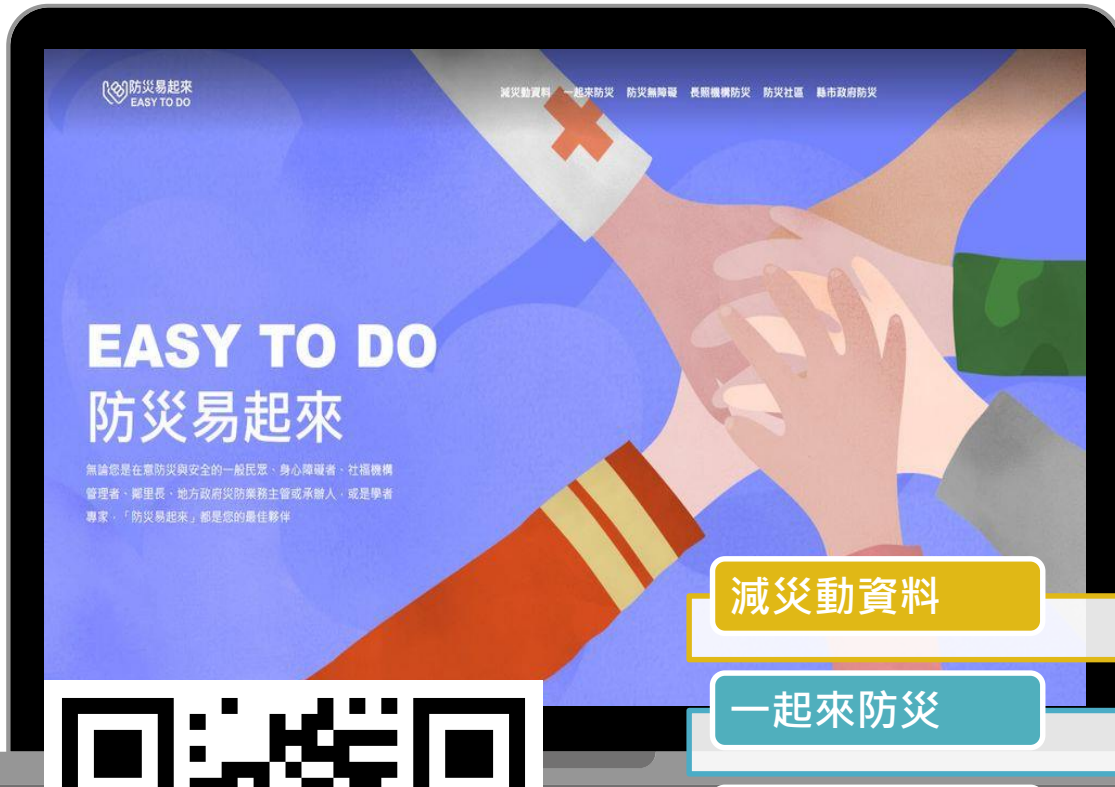 防災易起來
EASY TO DO
減災動資料 一起來防災 防災無障礙 長照機構防災 防災社區 縣市政府防災
EASY TO DO
防災易起來
無論您是在意防災與安全的一般民眾、身心障礙者、社福機構
管理者、鄰里長、地方政府災防業務主管或承辦人,或是學者
專家,「防災易起來」都是您的最佳夥伴
減災動資料
一起來防災